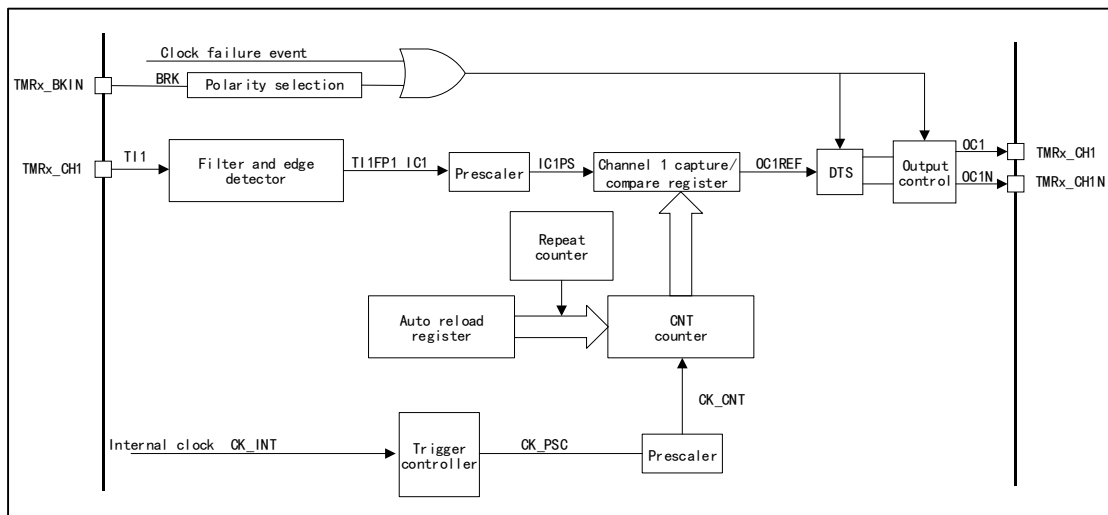 Clock failure event
TMRx_BKIN
BRK
Polarity selection
TMRx_CH1
TI1
Filter and edge
detector
TI1FP1 IC1
Prescaler
IC1PS
Channel 1 capture/
compare register
OC1REF
DTS
Output
control
OC1
TMRx_CH1
OC1N
TMRx_CH1N
Repeat
counter
Auto reload
register
CNT
counter
CK_CNT
Internal clock CK_INT
Trigger
controller
CK_PSC
Prescaler